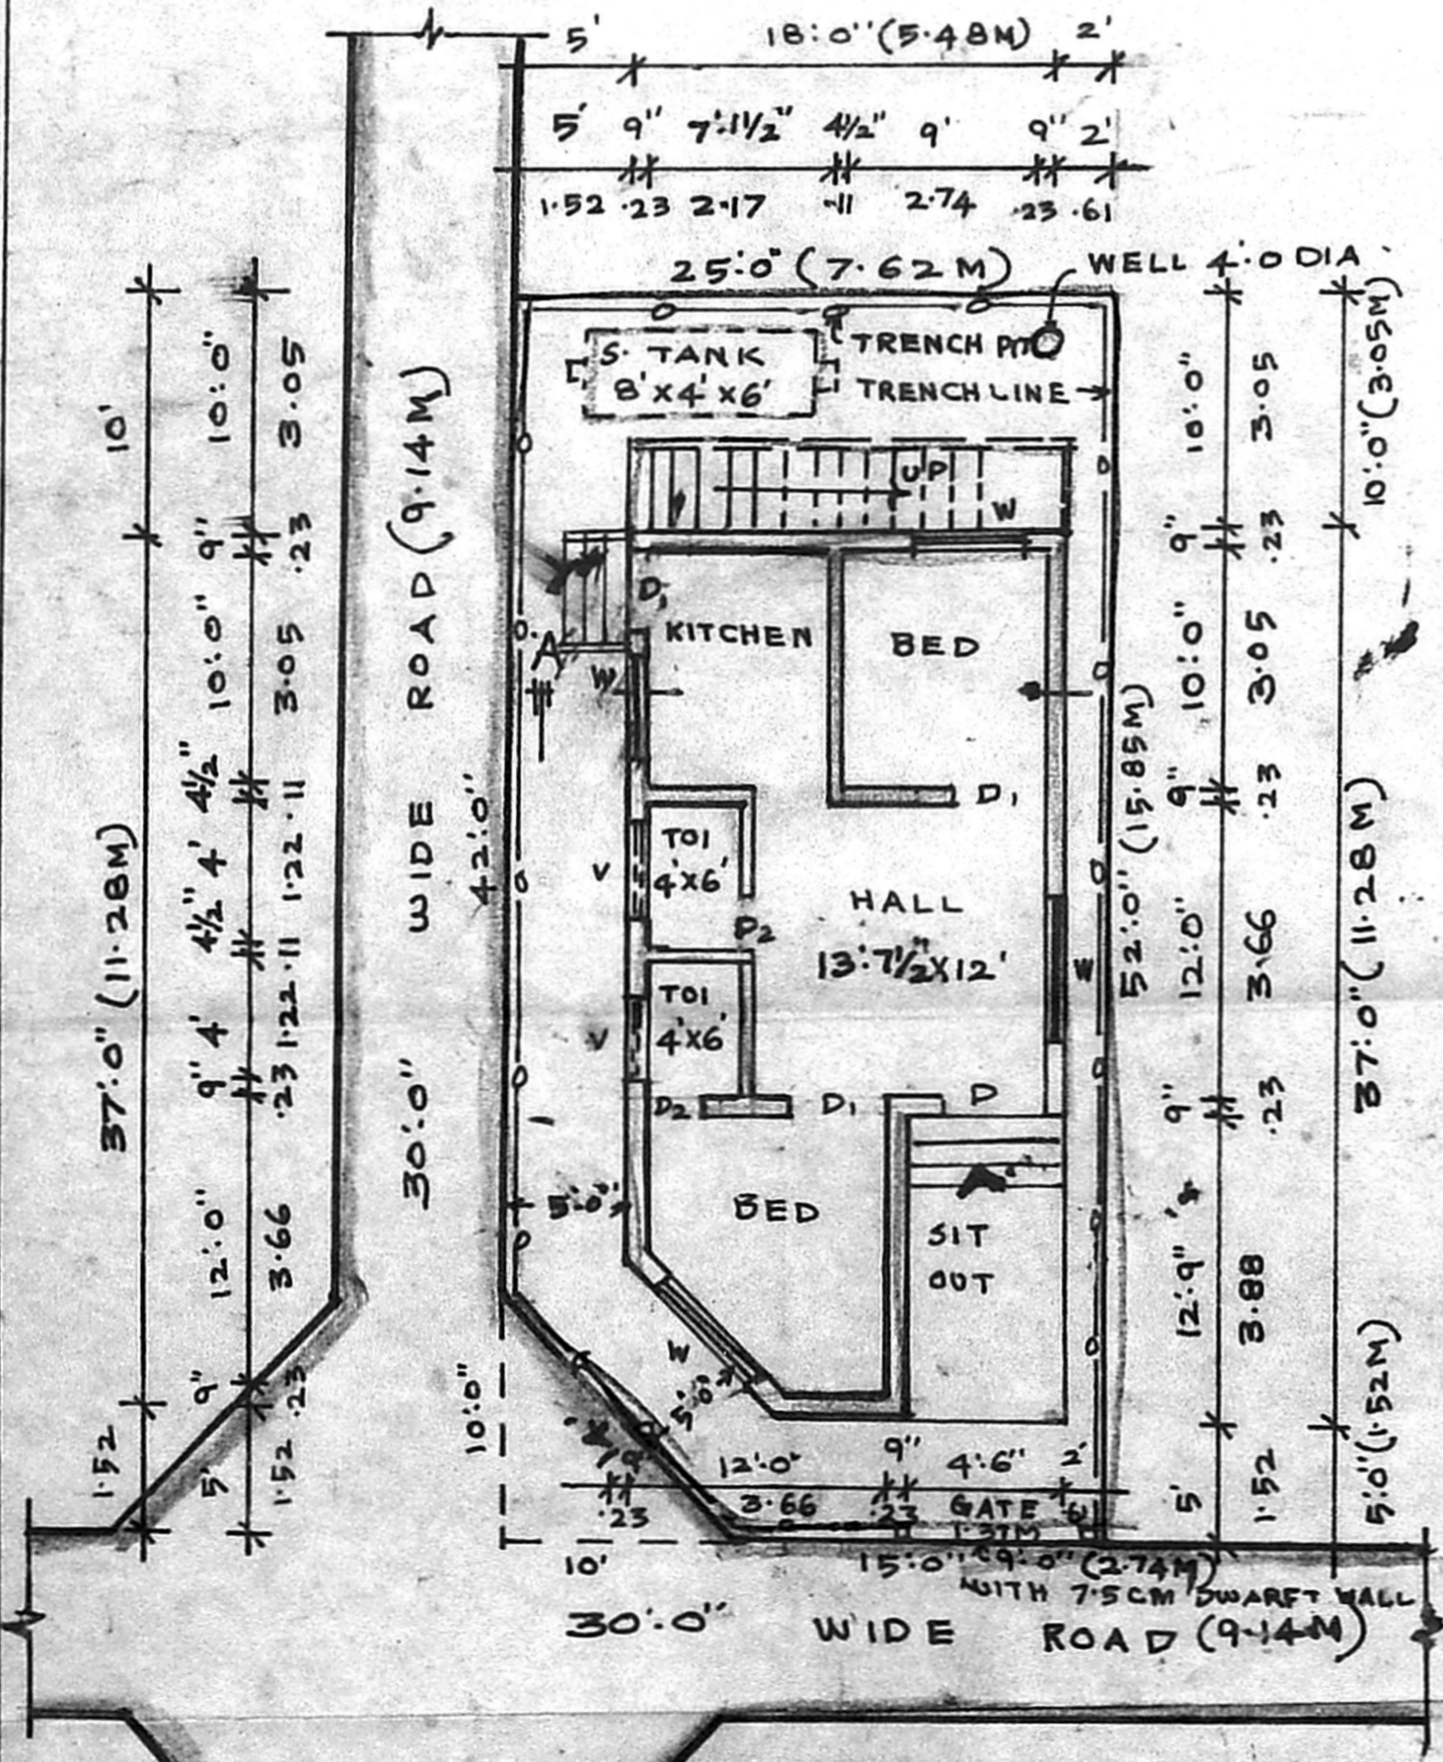 5' 18':0" (5.48M) 2'
5' 9" 7'.1½" 4½" 9' 9" 2'
1.52 .23 2.17 .11 2.74 .23 .61
25':0" (7.62M)
WELL 4'.0 DIA
S. TANK
8'X4'X6'
TRENCH PIT
TRENCH LINE
UP
W
D1
KITCHEN
BED
A
W
D1
TOI
4'X6'
V
D2
HALL
13'.7½"X12'
W
TOI
4'X6'
V
D2
D1
D
BED
SIT
OUT
5':0"
W
5':0"
12':0" 9" 4':6" 2'
.23 3.66 .23 .61
GATE
1.37M
10'
10':0"
15':0" 9':0" (2.74M)
WITH 7.5CM DWARFT WALL
30':0" WIDE ROAD (9.14M)
30':0" WIDE ROAD (9.14M)
42':0"
10'
37':0" (11.28M)
1.52
10':0" 3.05
9" .23
10':0" 3.05
4½" .11
4' 1.22
4½" .11
4' 1.22
9" .23
12':0" 3.66
9" .23
5' 1.52
52':0" (15.85M)
10':0" 3.05
9" .23
10':0" 3.05
9" .23
12':0" 3.66
9" .23
12'.9" 3.88
5' 1.52
10':0" (3.05M)
37':0" (11.28M)
5':0" (1.52M)